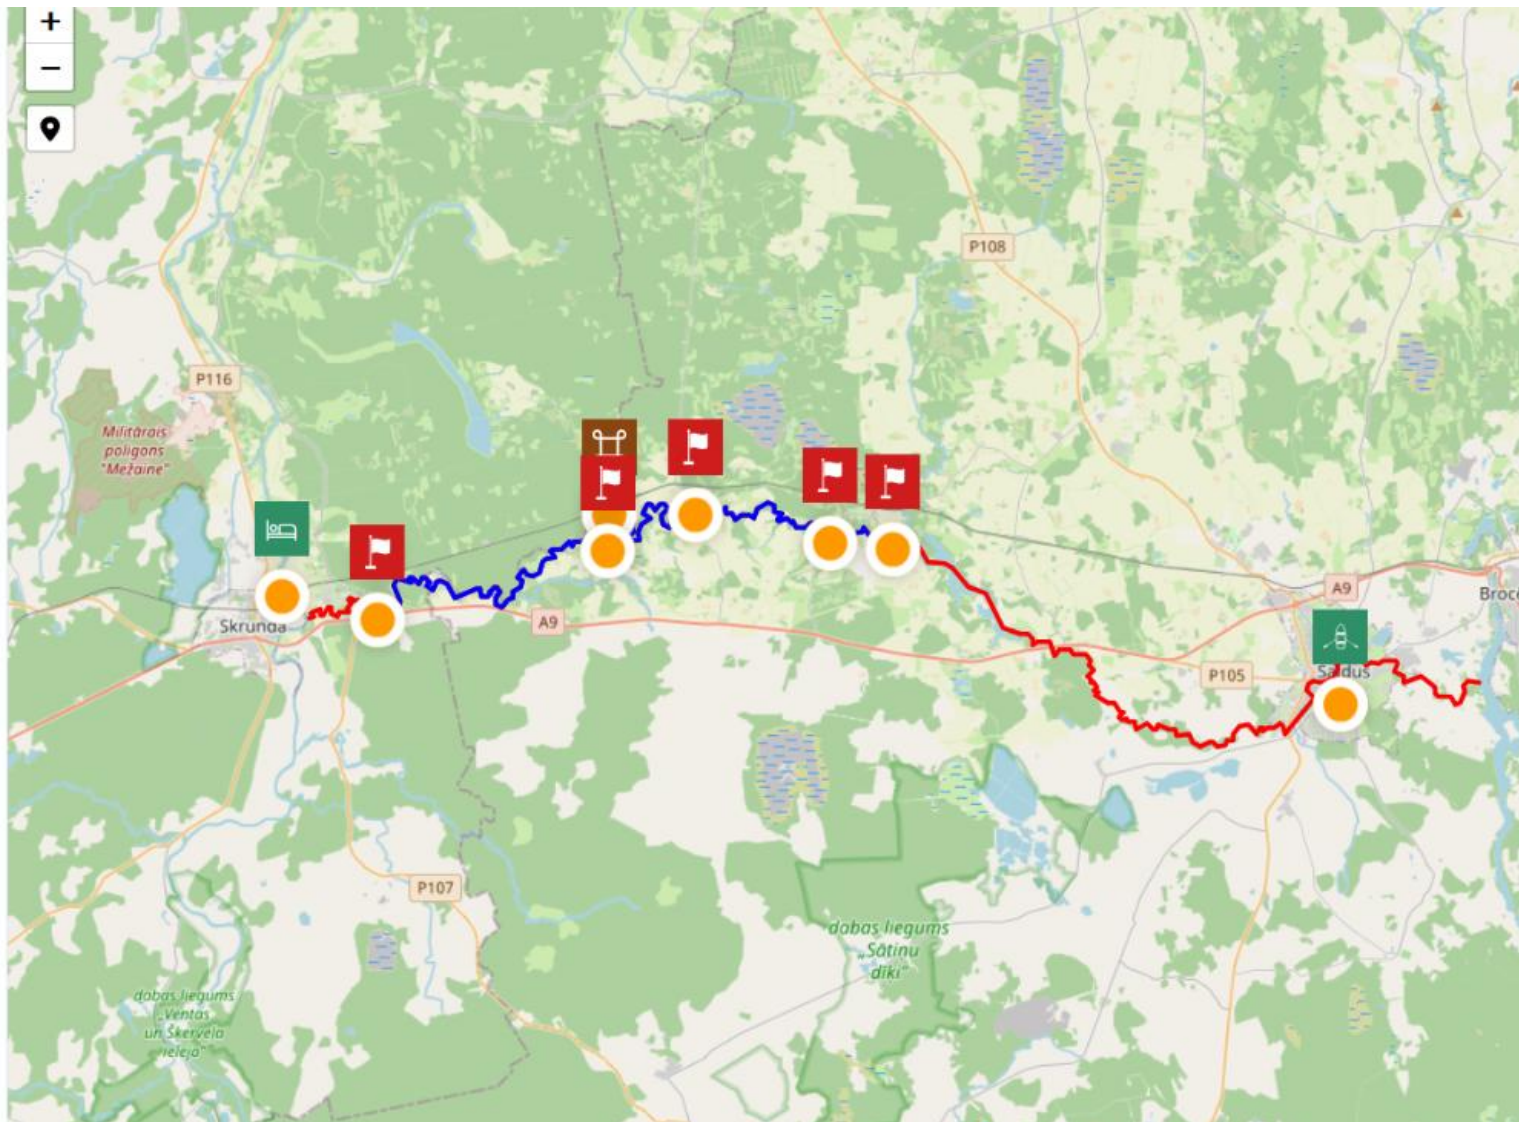 +
−
P108
P116
Militārais
poligons
"Mežaine"
A9
Skrunda
A9
P105
Saldus
P107
dabas liegums
„Sātiņu
dīķi"
dabas liegums
„Ventas
un Šķerveļa
ieleja"